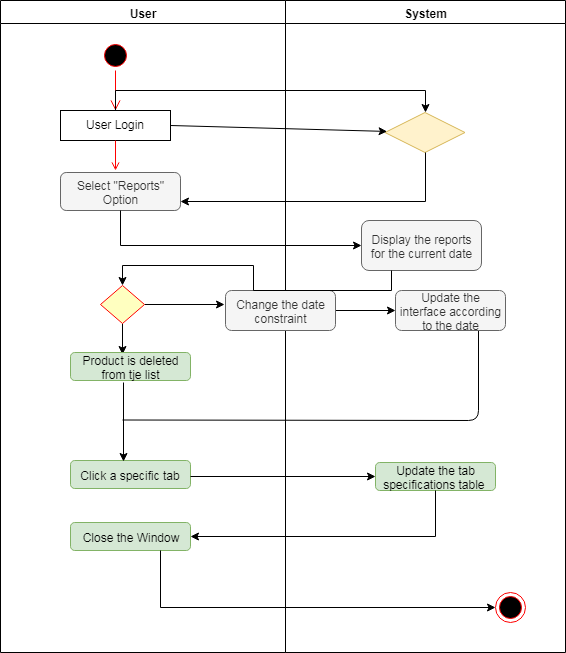 User
System
User Login
Select "Reports"
Option
Display the reports
for the current date
Change the date
constraint
Update the
interface according
to the date
Product is deleted
from tje list
Click a specific tab
Update the tab
specifications table
Close the Window